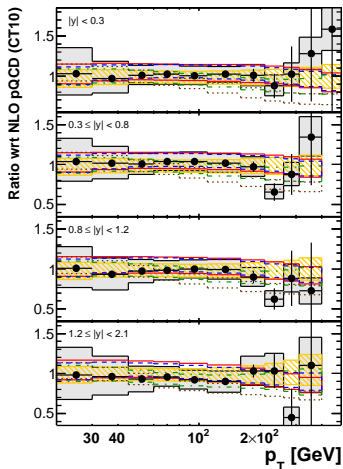 Ratio wrt NLO pQCD (CT10)
|y| < 0.3
1.5
1
0.3 ≤ |y| < 0.8
1.5
1
0.5
0.8 ≤ |y| < 1.2
1.5
1
0.5
1.2 ≤ |y| < 2.1
1.5
1
0.5
30 40 10² 2×10²
p_T [GeV]